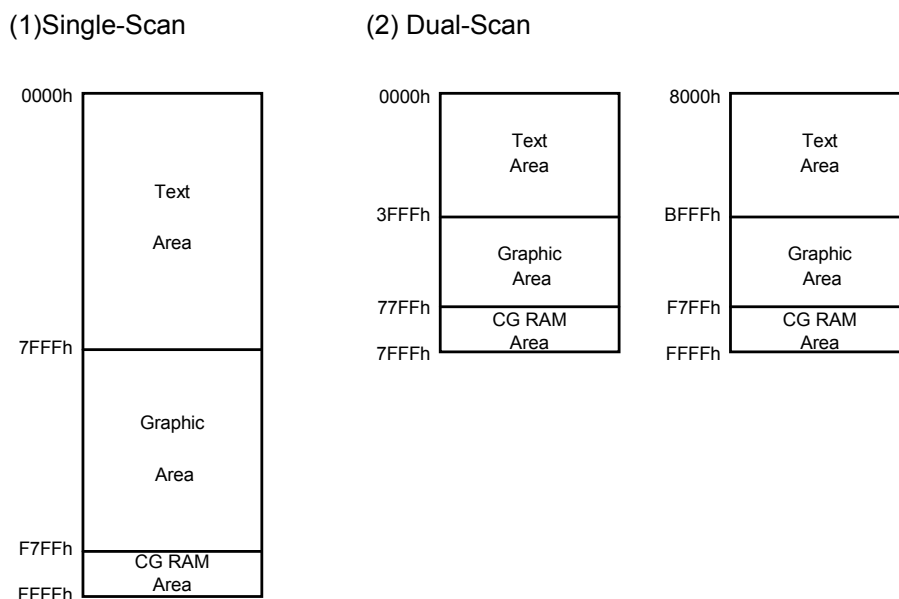 (1)Single-Scan
(2) Dual-Scan
0000h
Text
Area
7FFFh
Graphic
Area
F7FFh
CG RAM
Area
FFFFh
0000h
Text
Area
3FFFh
Graphic
Area
77FFh
CG RAM
Area
7FFFh
8000h
Text
Area
BFFFh
Graphic
Area
F7FFh
CG RAM
Area
FFFFh